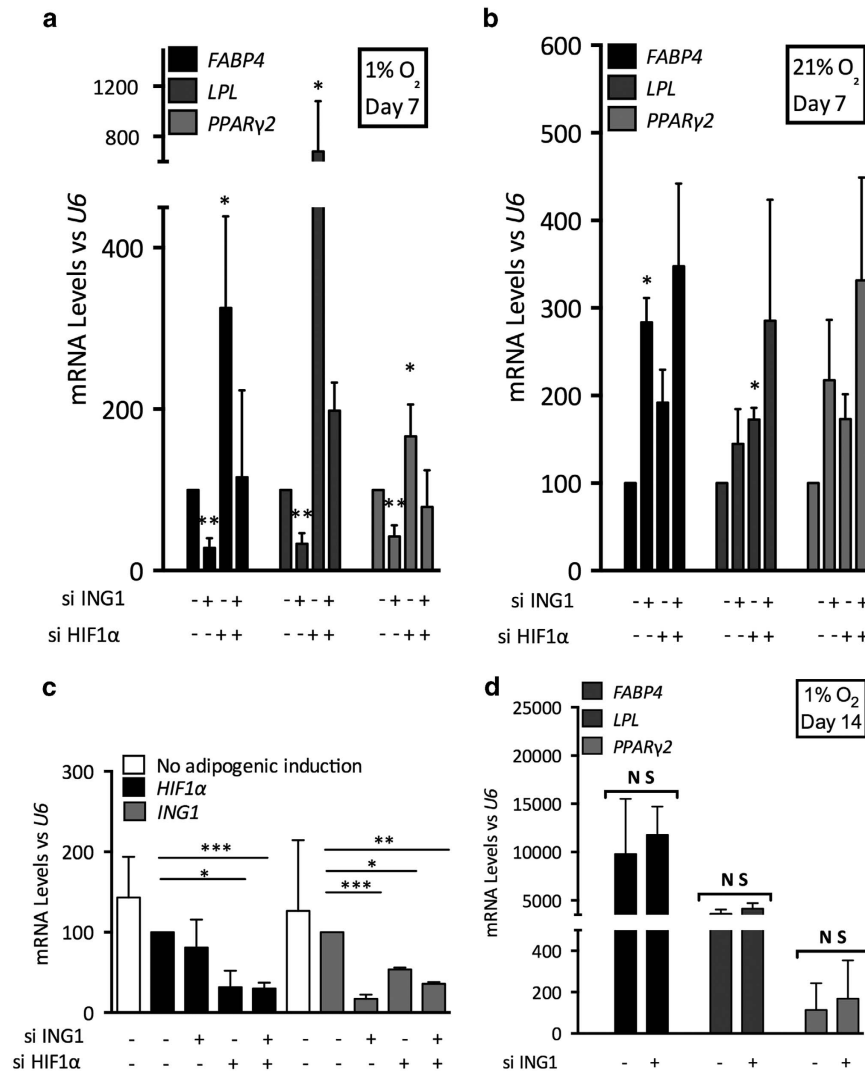 a
FABP4
LPL
PPARγ2
1% O₂
Day 7
1200
800
400
200
0
mRNA Levels vs U6
*
**
*
**
*
**
si ING1 - + - + - + - + - + - +
si HIF1α - - + + - - + + - - + +
b
FABP4
LPL
PPARγ2
21% O₂
Day 7
600
500
400
300
200
100
0
mRNA Levels vs U6
*
*
si ING1 - + - + - + - + - + - +
si HIF1α - - + + - - + + - - + +
c
No adipogenic induction
HIF1α
ING1
300
200
100
0
mRNA Levels vs U6
***
*
**
*
***
si ING1 - - + - + - - + - +
si HIF1α - - - + + - - - + +
d
FABP4
LPL
PPARγ2
1% O₂
Day 14
25000
20000
15000
10000
5000
400
200
0
mRNA Levels vs U6
N S
N S
N S
si ING1 - + - + - +